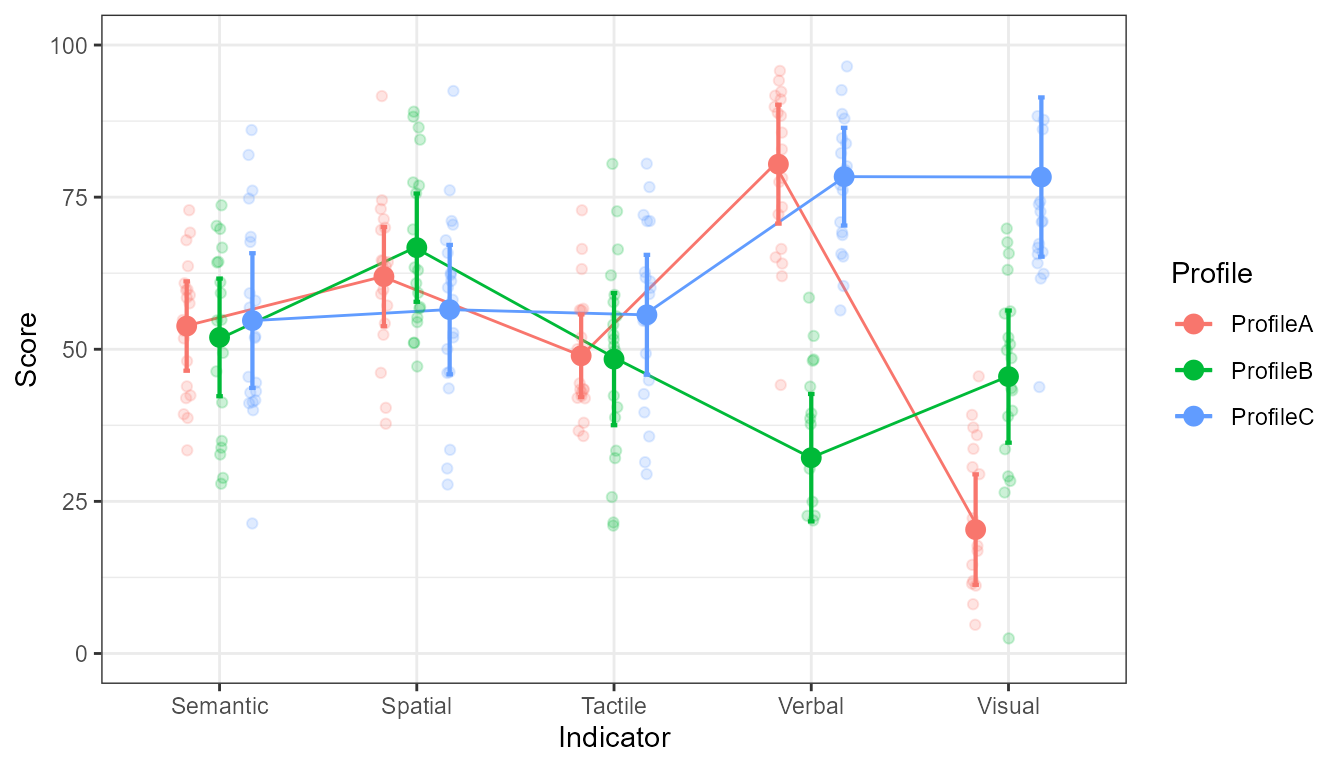 100
75
50
25
0
Score
Semantic Spatial Tactile Verbal Visual
Indicator
Profile
ProfileA
ProfileB
ProfileC